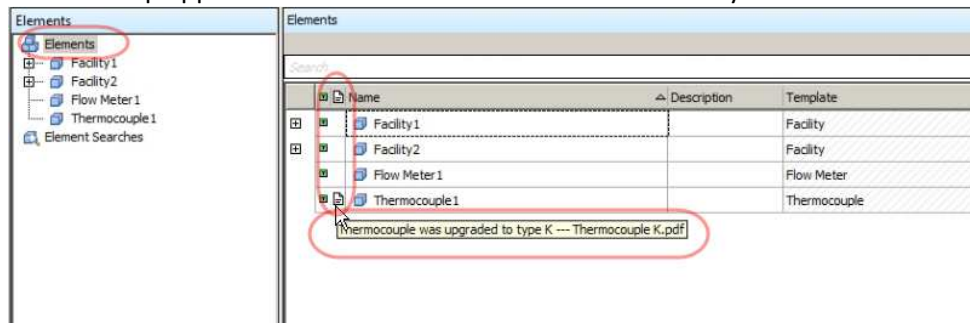 Elements
Elements
Facility1
Facility2
Flow Meter1
Thermocouple1
Element Searches
Elements
Search
Name Description Template
Facility1 Facility
Facility2 Facility
Flow Meter1 Flow Meter
Thermocouple1 Thermocouple
Thermocouple was upgraded to type K --- Thermocouple K.pdf